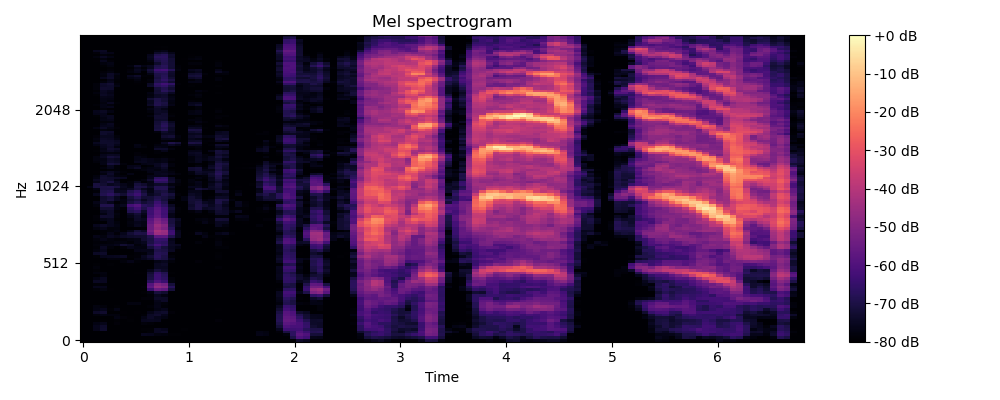 Mel spectrogram
Hz
2048
1024
512
0
0 1 2 3 4 5 6
Time
+0 dB
-10 dB
-20 dB
-30 dB
-40 dB
-50 dB
-60 dB
-70 dB
-80 dB